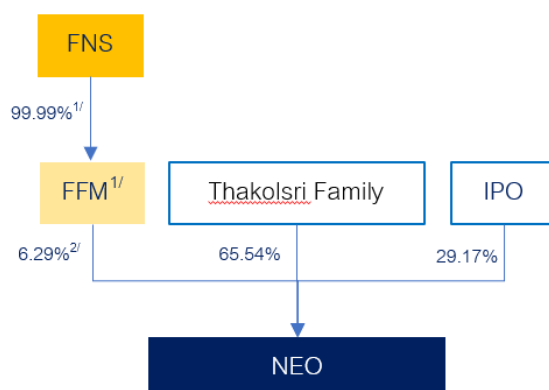 FNS
99.99%1/
FFM1/
Thakolsri Family
IPO
6.29%2/
65.54%
29.17%
NEO